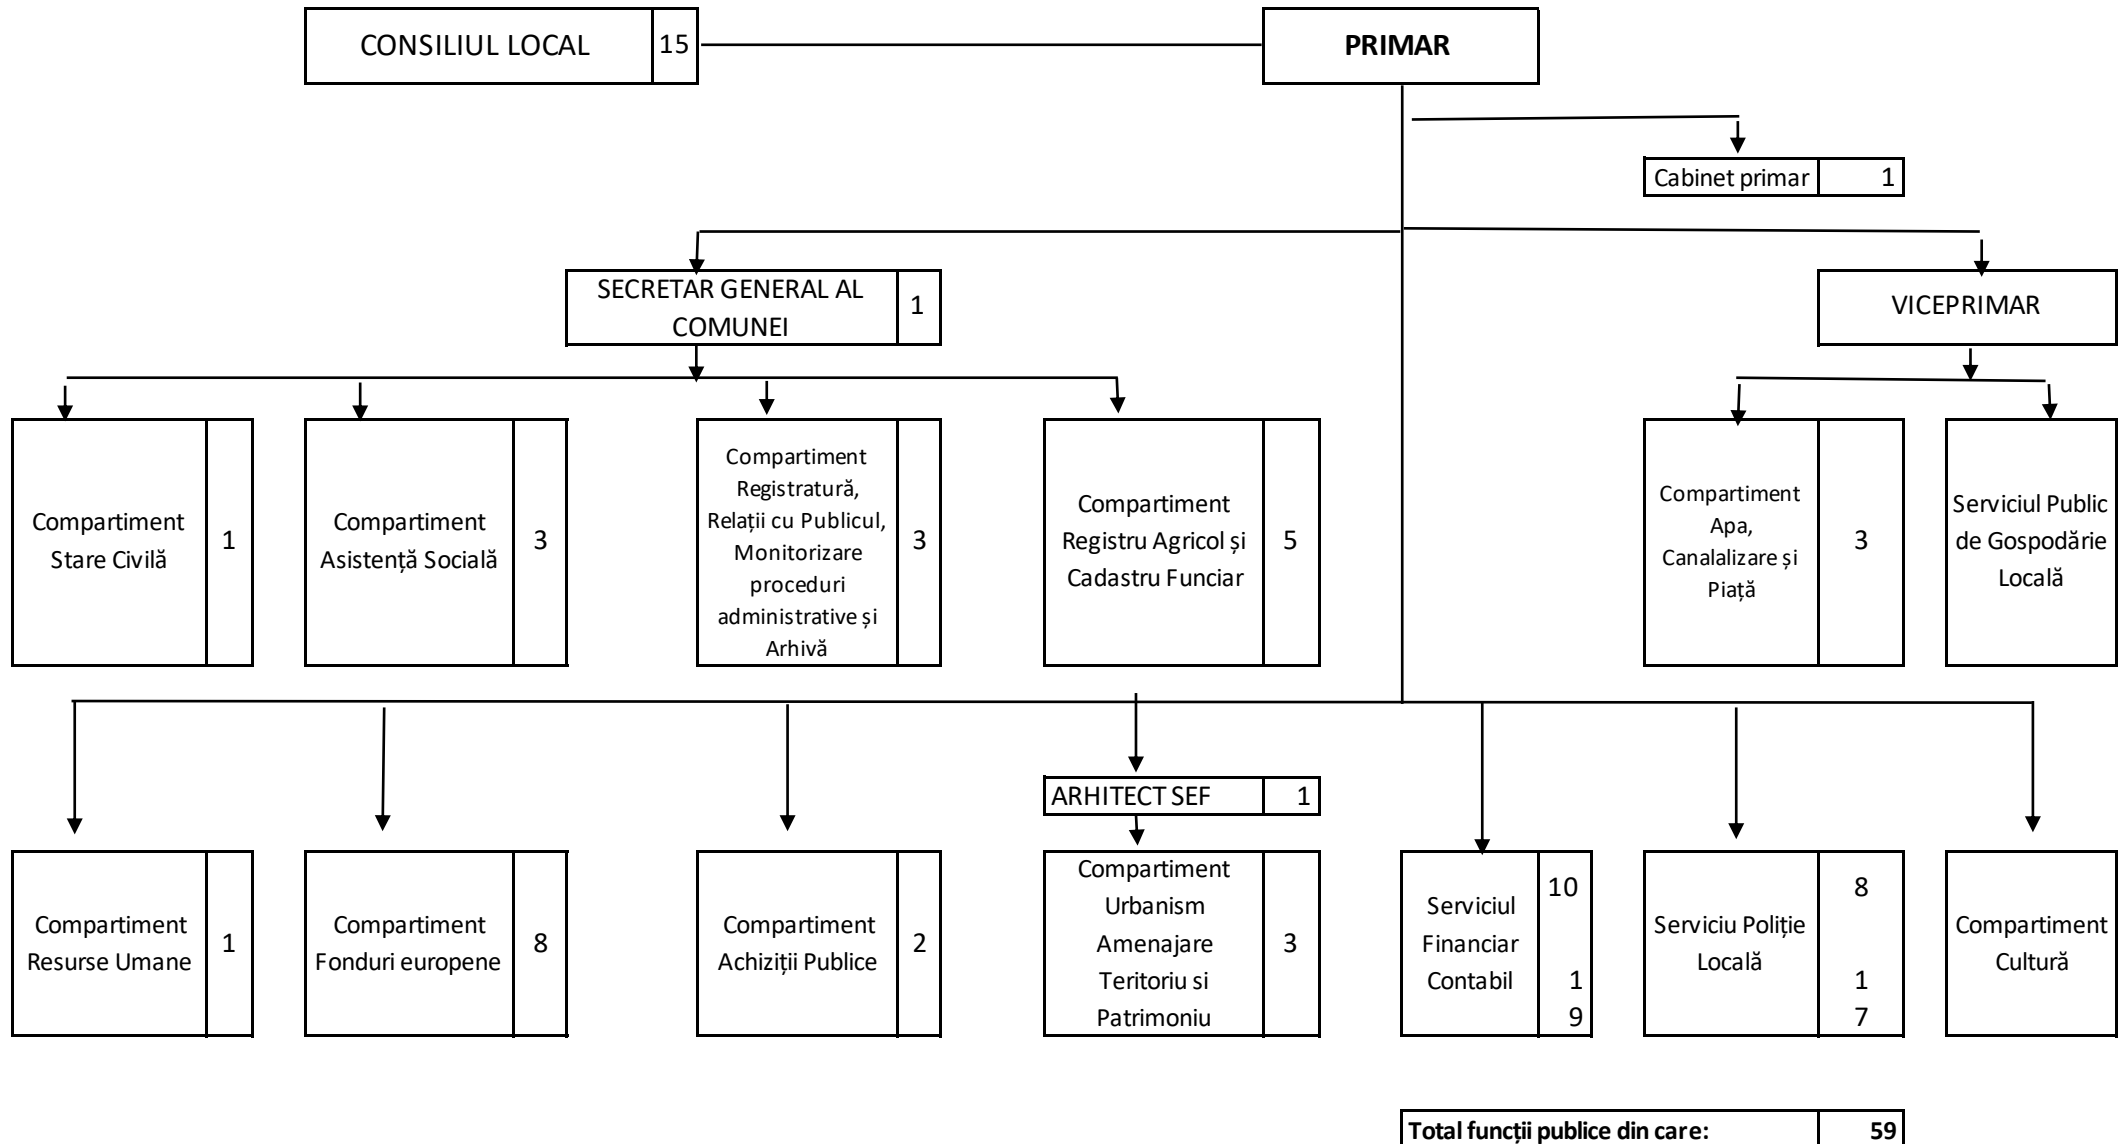 CONSILIUL LOCAL 15
PRIMAR
Cabinet primar 1
SECRETAR GENERAL AL
COMUNEI
1
VICEPRIMAR
Compartiment
Stare Civilă
1
Compartiment
Asistență Socială
3
Compartiment
Registratură,
Relații cu Publicul,
Monitorizare
proceduri
administrative și
Arhivă
3
Compartiment
Registru Agricol și
Cadastru Funciar
5
Compartiment
Apa,
Canalalizare și
Piață
3
Serviciul Public
de Gospodărie
Locală
ARHITECT SEF 1
Compartiment
Resurse Umane
1
Compartiment
Fonduri europene
8
Compartiment
Achiziții Publice
2
Compartiment
Urbanism
Amenajare
Teritoriu si
Patrimoniu
3
Serviciul
Financiar
Contabil
10
1
9
Serviciu Poliție
Locală
8
1
7
Compartiment
Cultură
Total funcții publice din care: 59